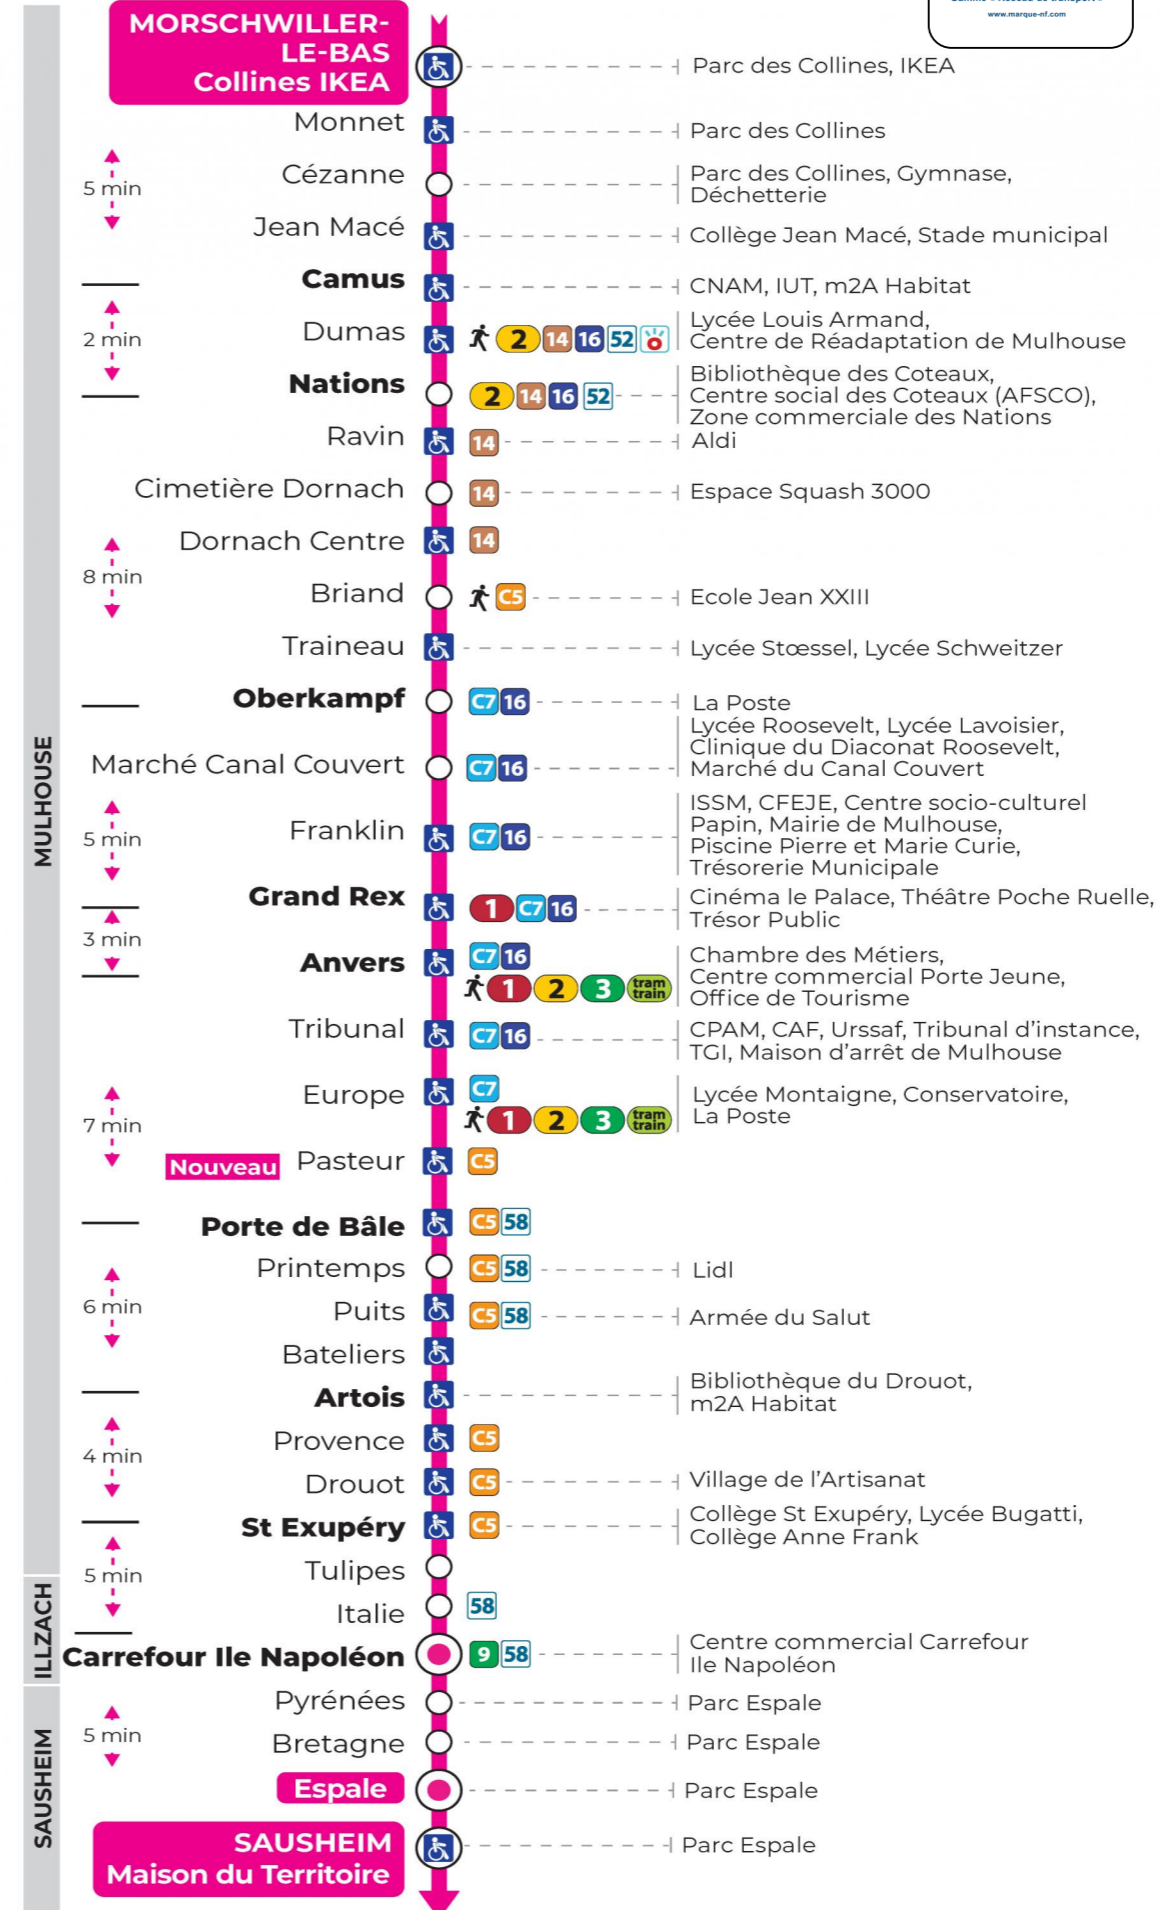 www.marque-nf.com
MORSCHWILLER-
LE-BAS
Collines IKEA
Parc des Collines, IKEA
Monnet
Parc des Collines
5 min
Cézanne
Parc des Collines, Gymnase,
Déchetterie
Jean Macé
Collège Jean Macé, Stade municipal
Camus
CNAM, IUT, m2A Habitat
2 min
Dumas
2 14 16 52
Lycée Louis Armand,
Centre de Réadaptation de Mulhouse
Nations
2 14 16 52
Bibliothèque des Coteaux,
Centre social des Coteaux (AFSCO),
Zone commerciale des Nations
Ravin
14
Aldi
Cimetière Dornach
14
Espace Squash 3000
Dornach Centre
14
8 min
Briand
C5
Ecole Jean XXIII
Traineau
Lycée Stœssel, Lycée Schweitzer
Oberkampf
C7 16
La Poste
MULHOUSE
Marché Canal Couvert
C7 16
Lycée Roosevelt, Lycée Lavoisier,
Clinique du Diaconat Roosevelt,
Marché du Canal Couvert
5 min
Franklin
C7 16
ISSM, CFEJE, Centre socio-culturel
Papin, Mairie de Mulhouse,
Piscine Pierre et Marie Curie,
Trésorerie Municipale
Grand Rex
1 C7 16
Cinéma le Palace, Théâtre Poche Ruelle,
Trésor Public
3 min
Anvers
C7 16
1 2 3 tram train
Chambre des Métiers,
Centre commercial Porte Jeune,
Office de Tourisme
Tribunal
C7 16
CPAM, CAF, Urssaf, Tribunal d’instance,
TGI, Maison d’arrêt de Mulhouse
7 min
Europe
C7
1 2 3 tram train
Lycée Montaigne, Conservatoire,
La Poste
Nouveau Pasteur
C5
Porte de Bâle
C5 58
Printemps
C5 58
Lidl
6 min
Puits
C5 58
Armée du Salut
Bateliers
Artois
Bibliothèque du Drouot,
m2A Habitat
4 min
Provence
C5
Drouot
C5
Village de l’Artisanat
St Exupéry
C5
Collège St Exupéry, Lycée Bugatti,
Collège Anne Frank
5 min
Tulipes
ILLZACH
Italie
58
Carrefour Ile Napoléon
9 58
Centre commercial Carrefour
Ile Napoléon
SAUSHEIM
5 min
Pyrénées
Parc Espale
Bretagne
Parc Espale
Espale
Parc Espale
SAUSHEIM
Maison du Territoire
Parc Espale